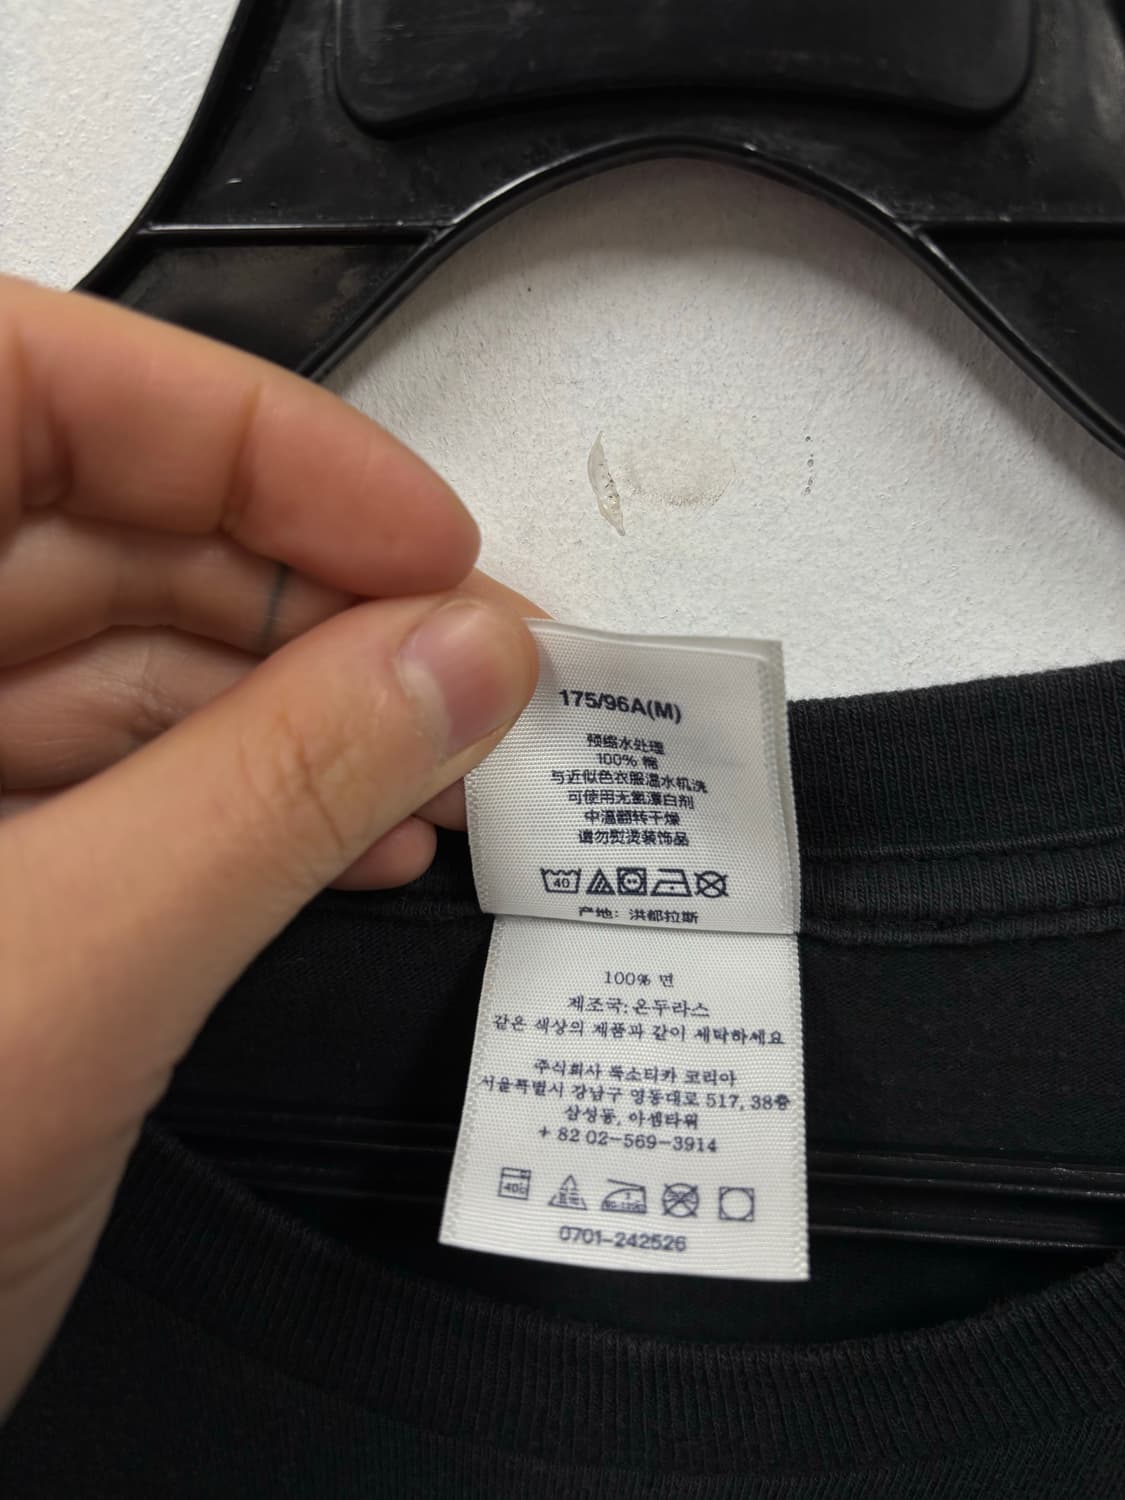 175/96A(M)
预缩水处理
100% 棉
与近似色衣服温水机洗
可使用无氯漂白剂
中温翻转干燥
请勿熨烫装饰品
40
产地：洪都拉斯
100% 면
제조국: 온두라스
같은 색상의 제품과 같이 세탁하세요
주식회사 룩소티카 코리아
서울특별시 강남구 영동대로 517, 38층
삼성동, 아셈타워
+ 82 02-569-3914
40
0701-242526